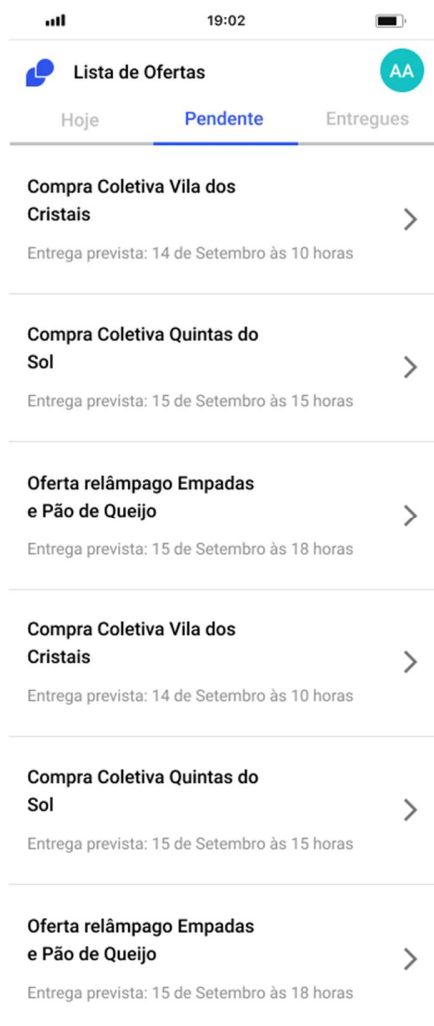 19:02
Lista de Ofertas
AA
Hoje
Pendente
Entregues
Compra Coletiva Vila dos
Cristais
Entrega prevista: 14 de Setembro às 10 horas
Compra Coletiva Quintas do
Sol
Entrega prevista: 15 de Setembro às 15 horas
Oferta relâmpago Empadas
e Pão de Queijo
Entrega prevista: 15 de Setembro às 18 horas
Compra Coletiva Vila dos
Cristais
Entrega prevista: 14 de Setembro às 10 horas
Compra Coletiva Quintas do
Sol
Entrega prevista: 15 de Setembro às 15 horas
Oferta relâmpago Empadas
e Pão de Queijo
Entrega prevista: 15 de Setembro às 18 horas